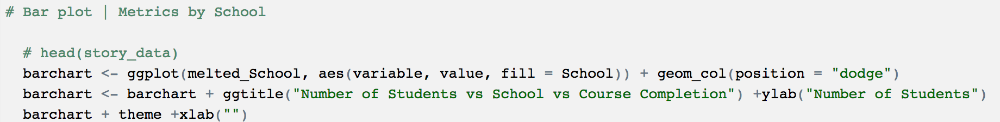 # Bar plot | Metrics by School
# head(story_data)
barchart <- ggplot(melted_School, aes(variable, value, fill = School)) + geom_col(position = "dodge")
barchart <- barchart + ggtitle("Number of Students vs School vs Course Completion") +ylab("Number of Students")
barchart + theme +xlab("")